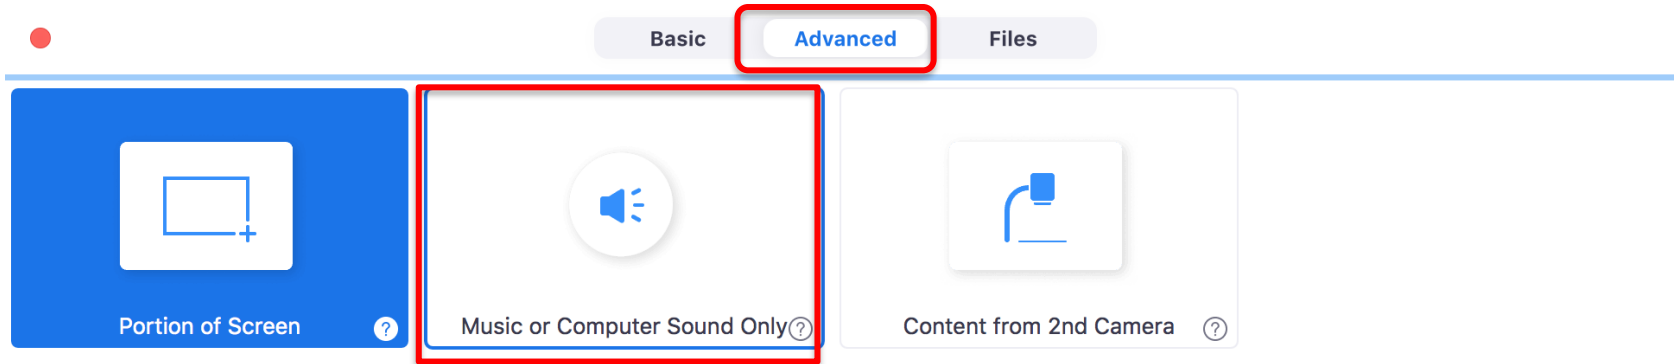 Basic
Advanced
Files
Portion of Screen ?
Music or Computer Sound Only ?
Content from 2nd Camera ?